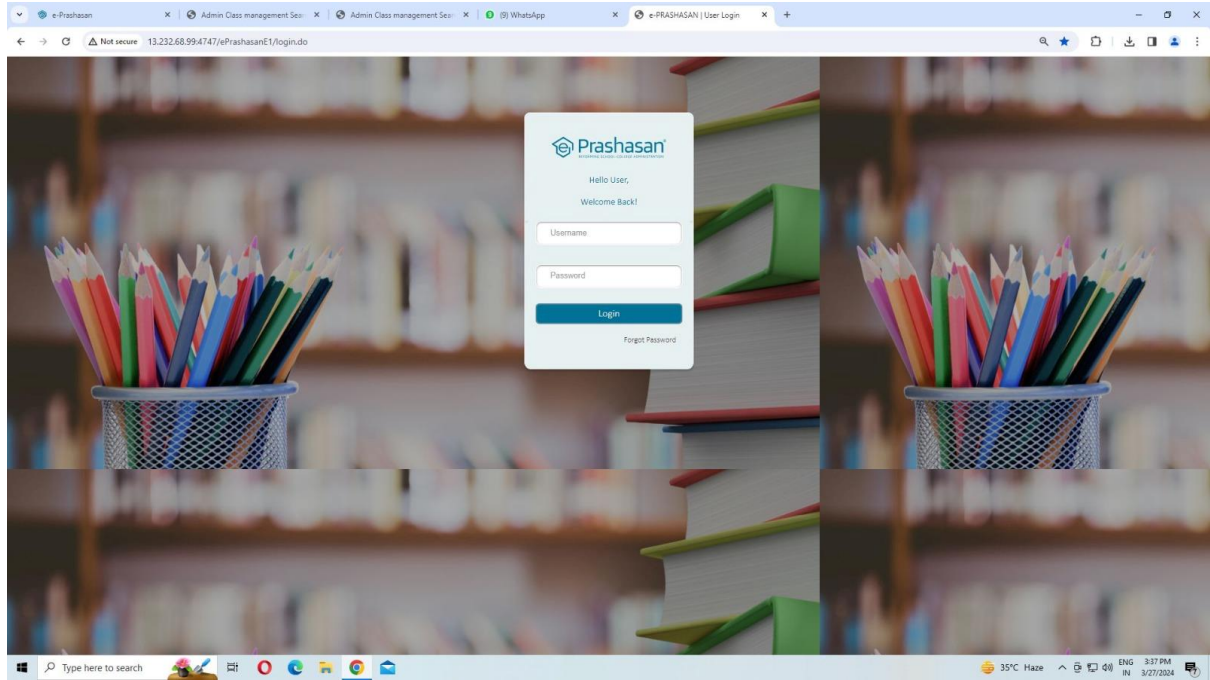 e-Prashasan
Admin Class management Sear
Admin Class management Sear
(9) WhatsApp
e-PRASHASAN | User Login
Not secure 13.232.68.99:4747/ePrashasanE1/login.do
Prashasan
Hello User,
Welcome Back!
Username
Password
Login
Forgot Password
Type here to search
35°C Haze
ENG
IN
3:37 PM
3/27/2024